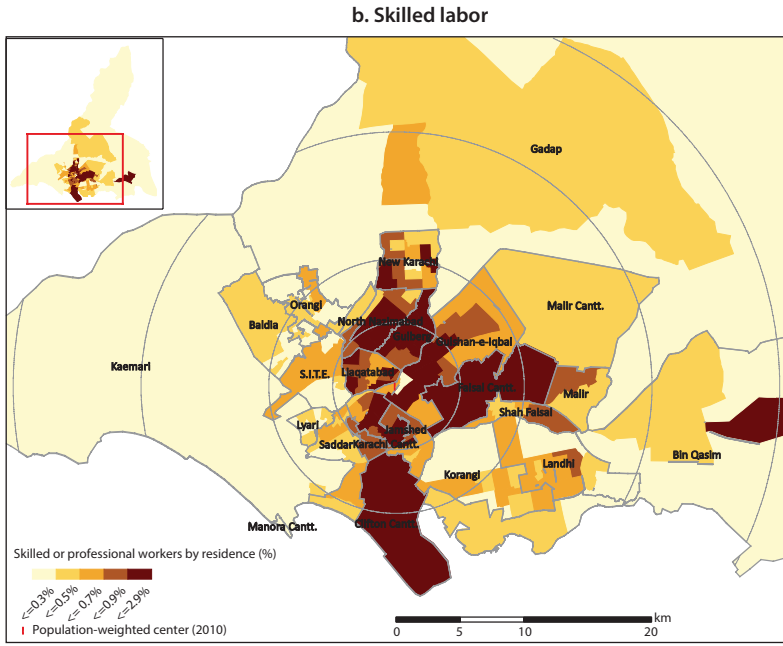 b. Skilled labor
Gadap
New Karachi
Malir Cantt.
Orangi
Baldia
North Nazimabad
Gulberg
Gulshan-e-Iqbal
Kaemari
S.I.T.E.
Liaqatabad
Faisal Cantt.
Malir
Shah Faisal
Lyari
Jamshed
Saddar
Karachi Cantt.
Bin Qasim
Landhi
Korangi
Manora Cantt.
Clifton Cantt.
Skilled or professional workers by residence (%)
<=0.3%
<=0.5%
<= 0.7%
<=0.9%
<=2.9%
Population-weighted center (2010)
km
0 5 10 20